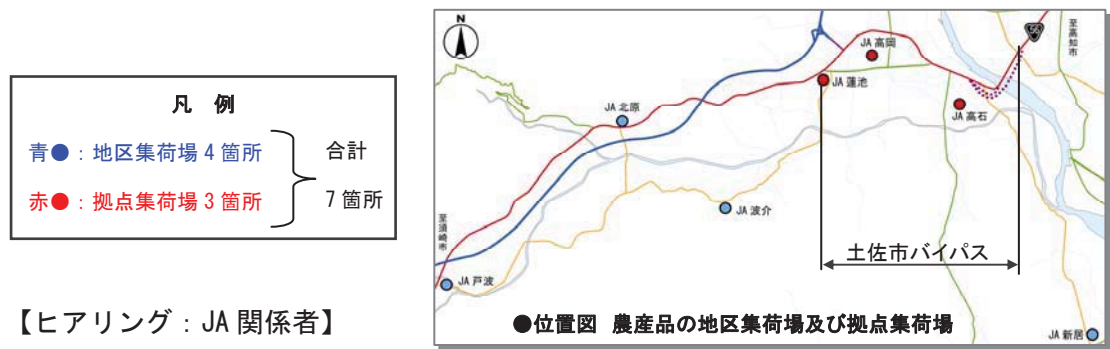 凡 例
青●：地区集荷場 4 箇所
赤●：拠点集荷場 3 箇所
合計
7 箇所
【ヒアリング：JA 関係者】
N
至高知市
56
JA 高岡
JA 蓮池
JA 高石
JA 北原
JA 波介
至須崎市
JA 戸波
土佐市バイパス
JA 新居
●位置図 農産品の地区集荷場及び拠点集荷場